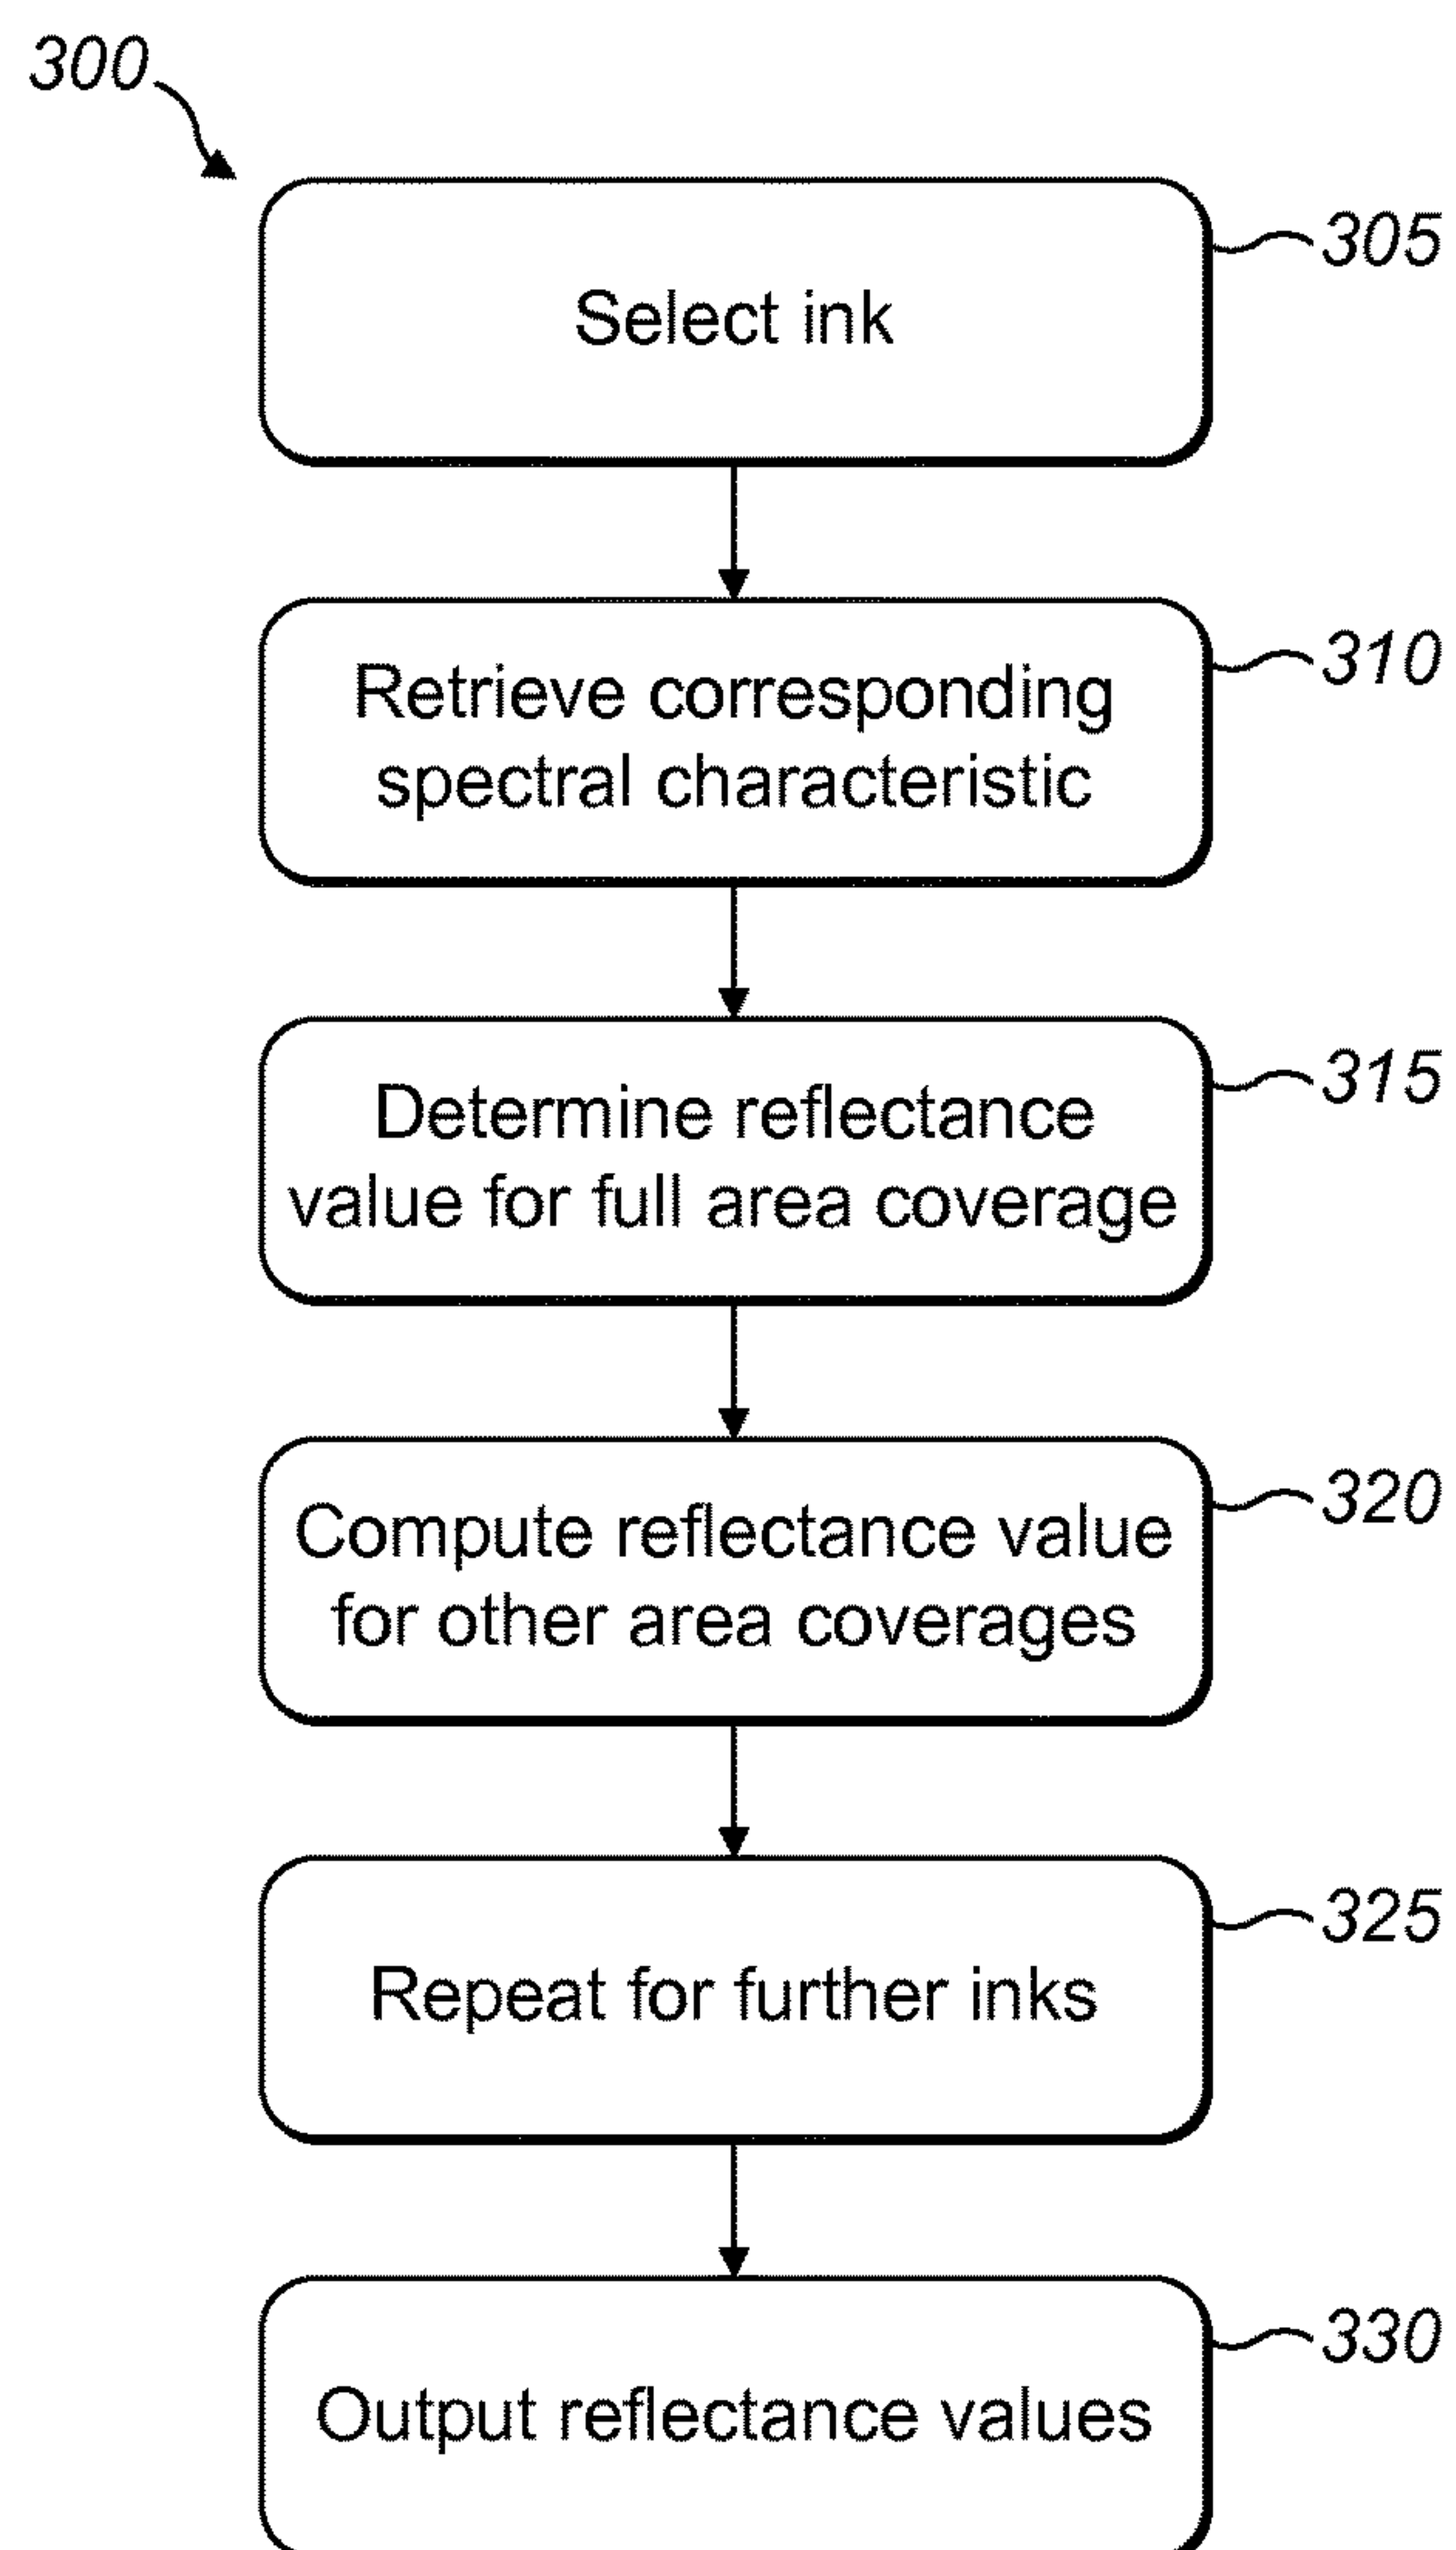 300
305
Select ink
310
Retrieve corresponding
spectral characteristic
315
Determine reflectance
value for full area coverage
320
Compute reflectance value
for other area coverages
325
Repeat for further inks
330
Output reflectance values